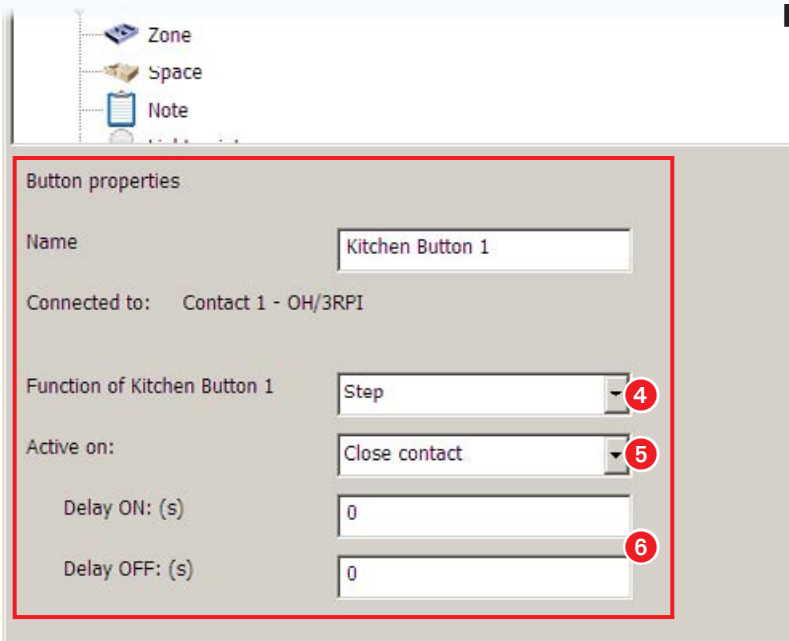 Zone
Space
Note
Button properties
Name Kitchen Button 1
Connected to: Contact 1 - OH/3RPI
Function of Kitchen Button 1 Step 4
Active on: Close contact 5
Delay ON: (s) 0
6
Delay OFF: (s) 0